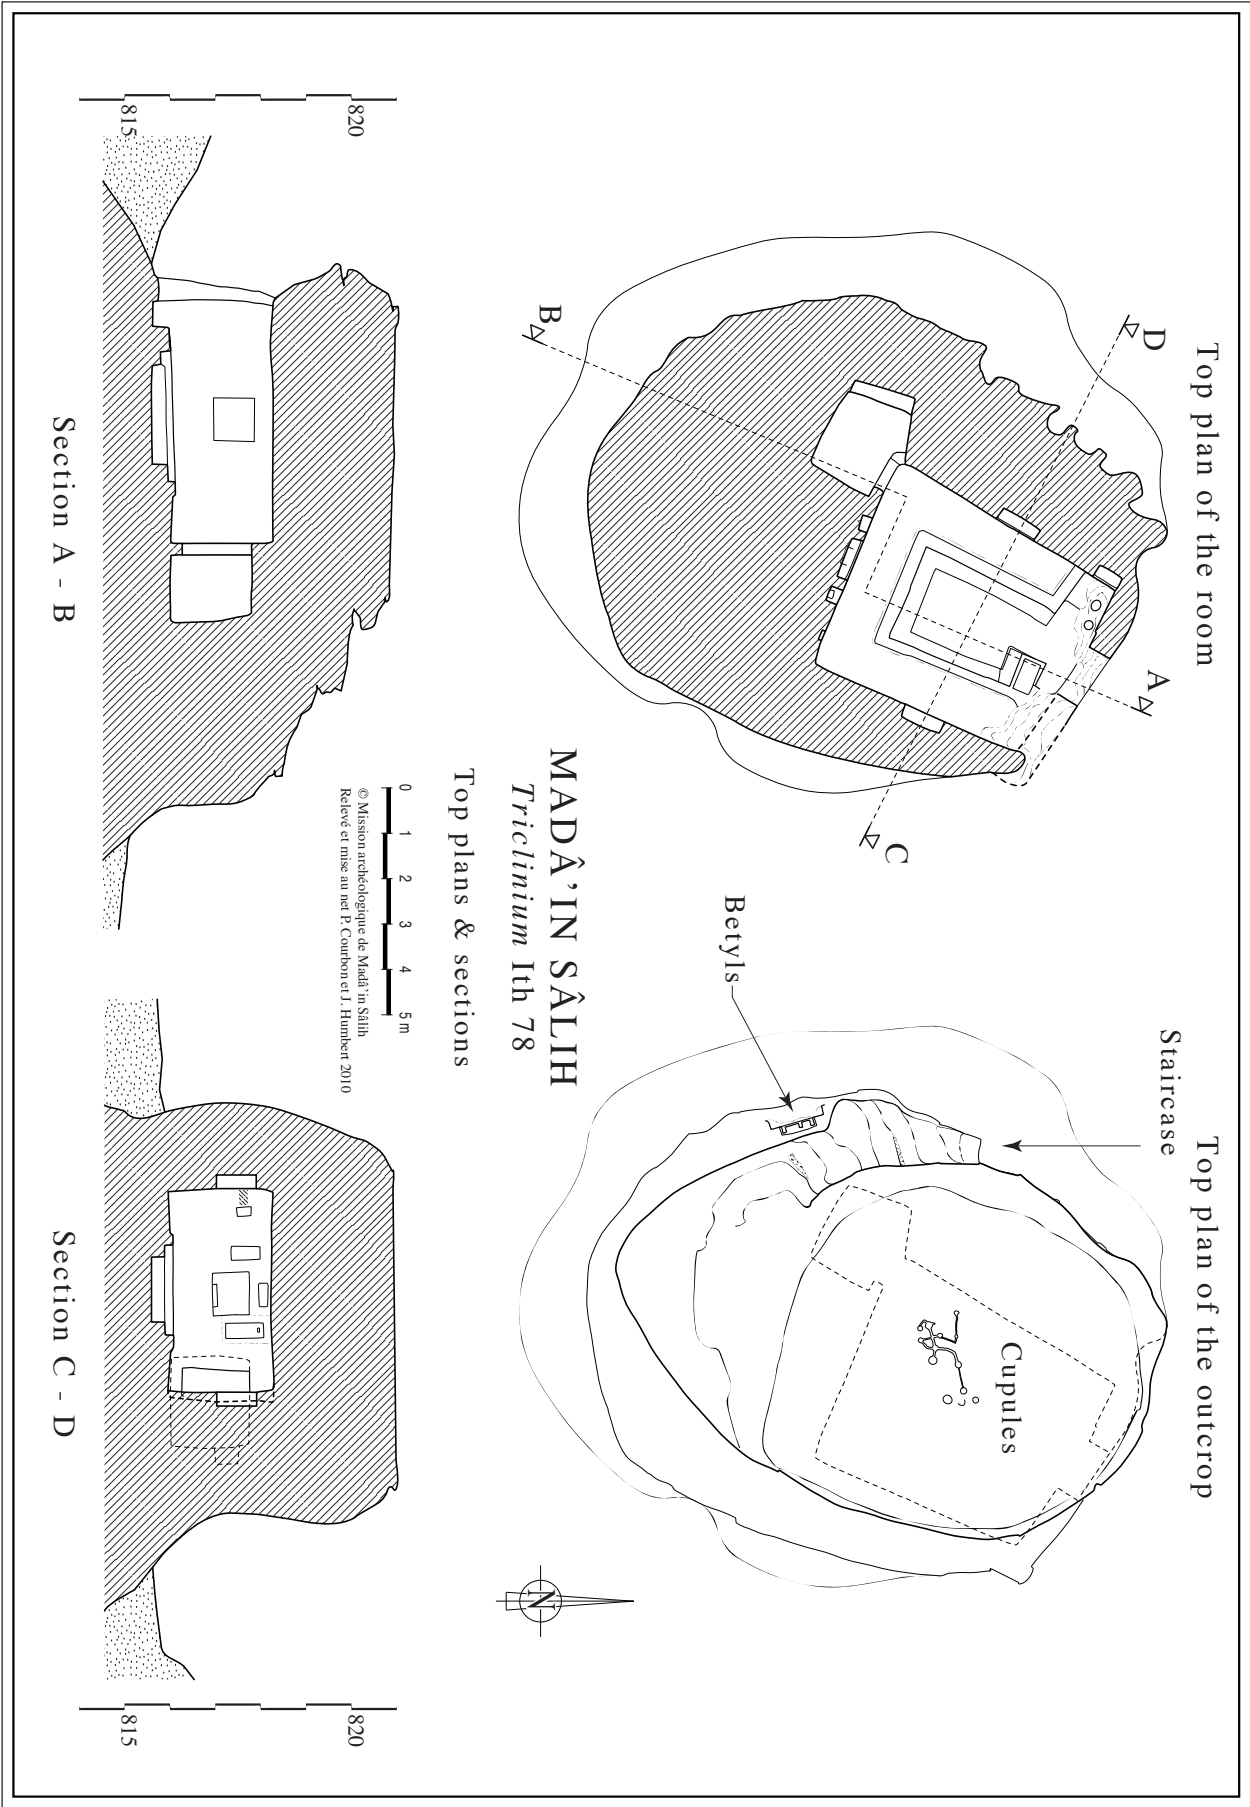 Top plan of the room
D
B
A
C
Top plan of the outcrop
Staircase
Betyls
Cupules
MADÂ’IN SÂLIH
Triclinium Ith 78
Top plans & sections
0 1 2 3 4 5 m
© Mission archéologique de Madâ’in Sâlih
Relevé et mise au net P. Courbon et J. Humbert 2010
N
820
815
Section A - B
820
815
Section C - D